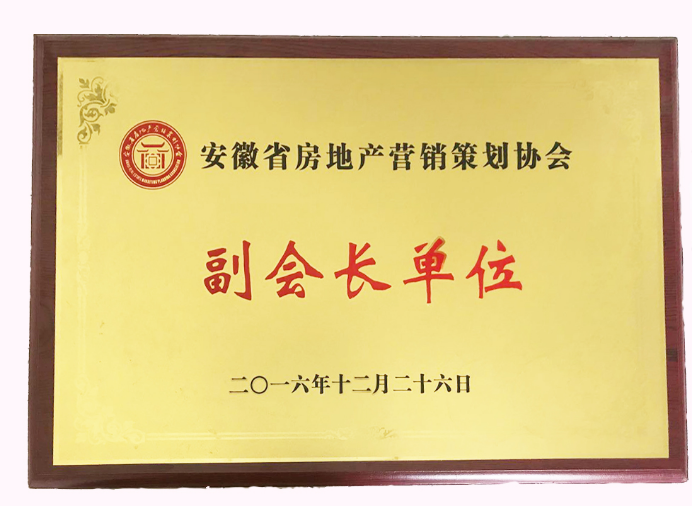 安徽省房地产营销策划协会
副会长单位
二〇一六年十二月二十六日